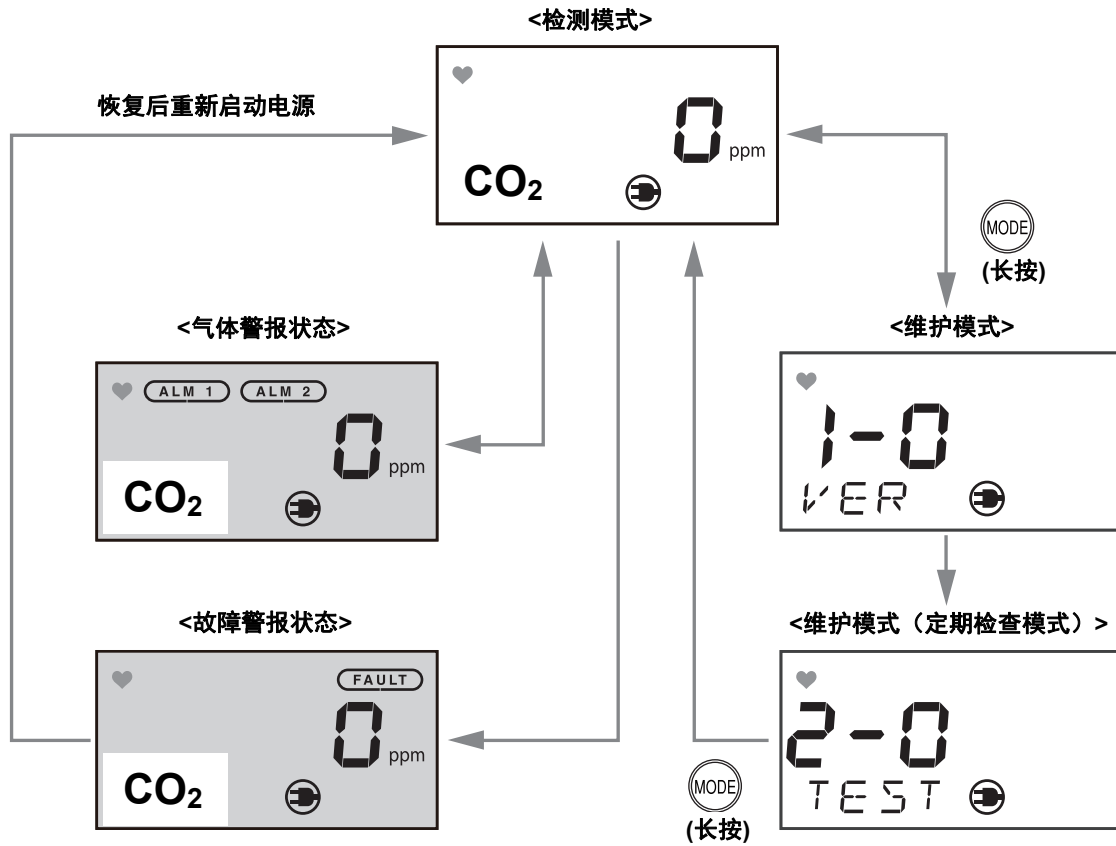 <检测模式>
恢复后重新启动电源
0 ppm
CO₂
MODE
(长按)
<气体警报状态>
ALM 1 ALM 2
0 ppm
CO₂
<维护模式>
1-0
VER
<故障警报状态>
FAULT
0 ppm
CO₂
<维护模式（定期检查模式）>
2-0
TEST
MODE
(长按)